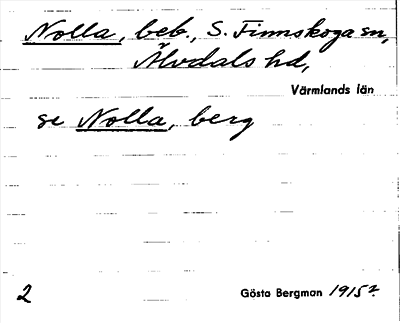 Nolla, beb., S. Finnskoga sn,
Älvdals hd,
Värmlands län
se Nolla, berg
2 Gösta Bergman 1915?